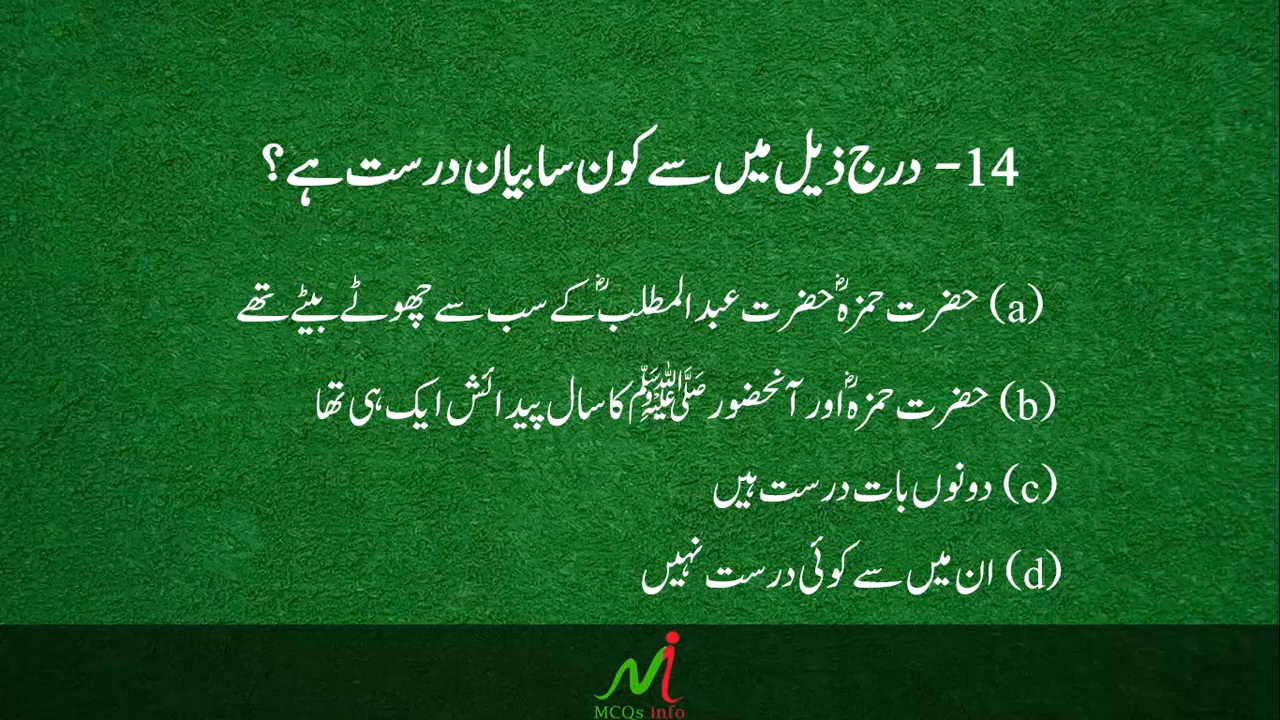 14- درج ذیل میں سے کون سا بیان درست ہے؟
(a) حضرت حمزہؓ حضرت عبدالمطلبؓ کے سب سے چھوٹے بیٹے تھے
(b) حضرت حمزہؓ اور آنحضور ﷺ کا سال پیدائش ایک ہی تھا
(c) دونوں بات درست ہیں
(d) ان میں سے کوئی درست نہیں
MCQs Info